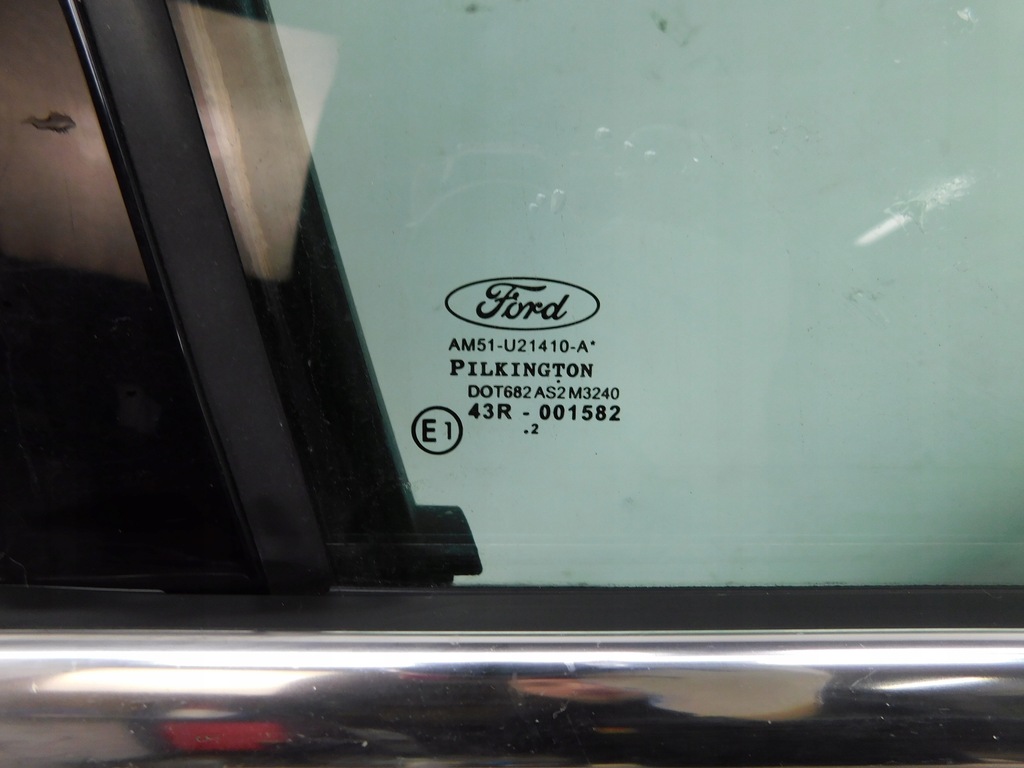 Ford
AM51-U21410-A*
PILKINGTON
DOT682 AS2 M3240
43R - 001582
E1
.2